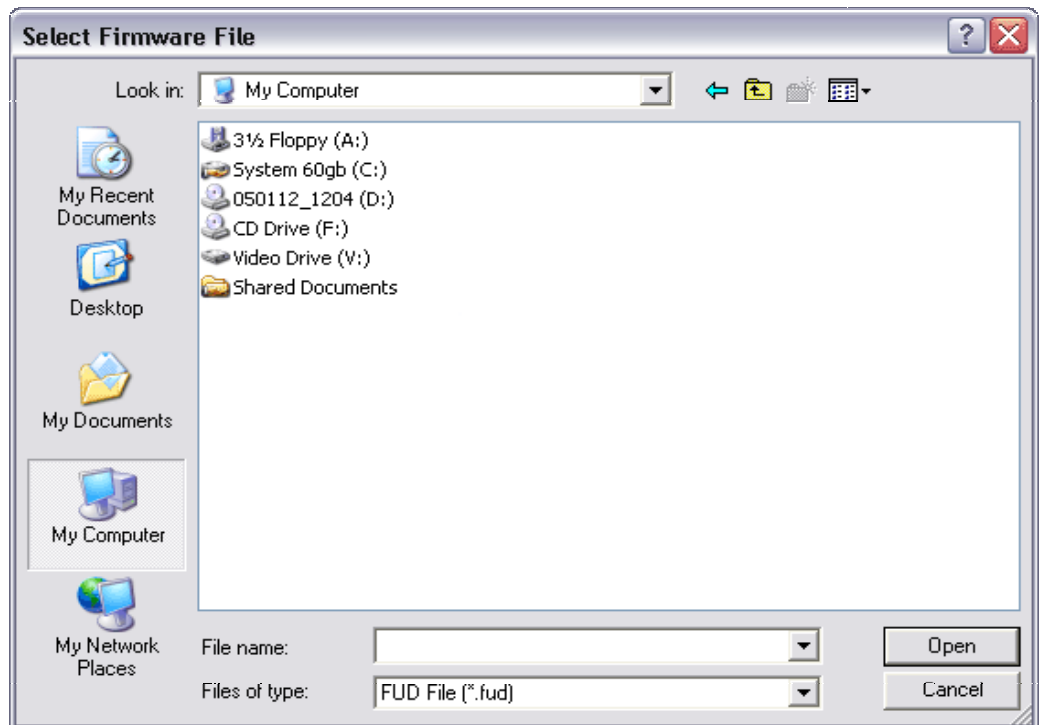 Select Firmware File
?
Look in: My Computer
My Recent
Documents
Desktop
My Documents
My Computer
My Network
Places
3½ Floppy (A:)
System 60gb (C:)
050112_1204 (D:)
CD Drive (F:)
Video Drive (V:)
Shared Documents
File name:
Open
Files of type: FUD File (*.fud)
Cancel